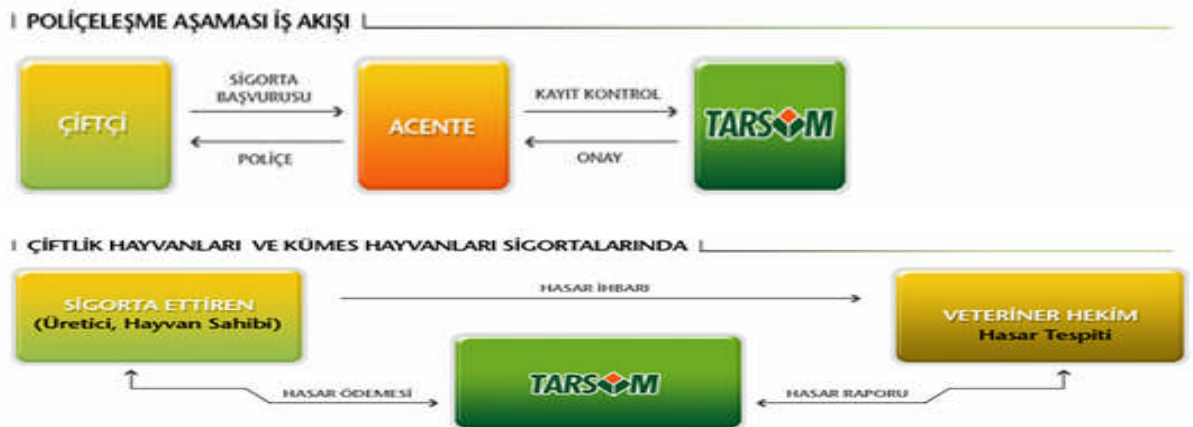 POLİÇELEŞME AŞAMASI İŞ AKIŞI
ÇİFTÇİ
SİGORTA
BAŞVURUSU
POLİÇE
ACENTE
KAYIT KONTROL
ONAY
TARSİM
ÇİFTLİK HAYVANLARI VE KÜMES HAYVANLARI SİGORTALARINDA
SİGORTA ETTİREN
(Üretici, Hayvan Sahibi)
HASAR İHBARI
VETERİNER HEKİM
Hasar Tespiti
TARSİM
HASAR ÖDEMESİ
HASAR RAPORU